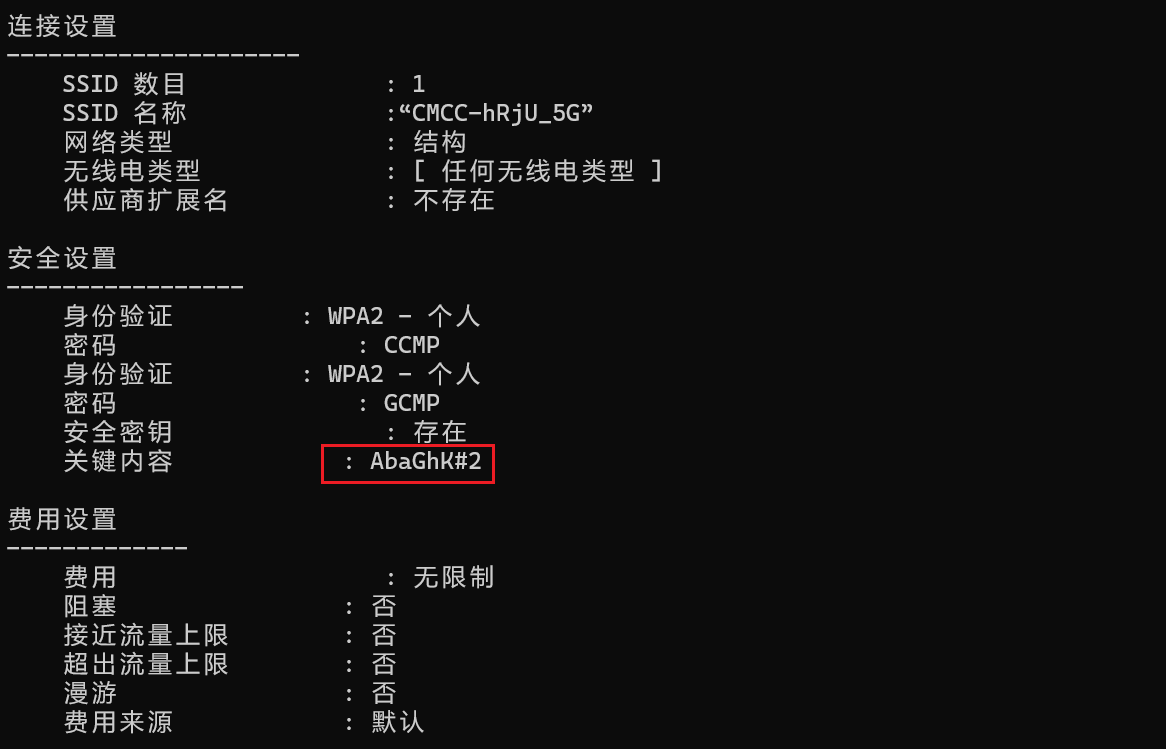 连接设置
---------------------
SSID 数目 : 1
SSID 名称 :“CMCC-hRjU_5G”
网络类型 : 结构
无线电类型 : [ 任何无线电类型 ]
供应商扩展名 : 不存在
安全设置
-----------------
身份验证 : WPA2 - 个人
密码 : CCMP
身份验证 : WPA2 - 个人
密码 : GCMP
安全密钥 : 存在
关键内容 : AbaGhK#2
费用设置
-------------
费用 : 无限制
阻塞 : 否
接近流量上限 : 否
超出流量上限 : 否
漫游 : 否
费用来源 : 默认